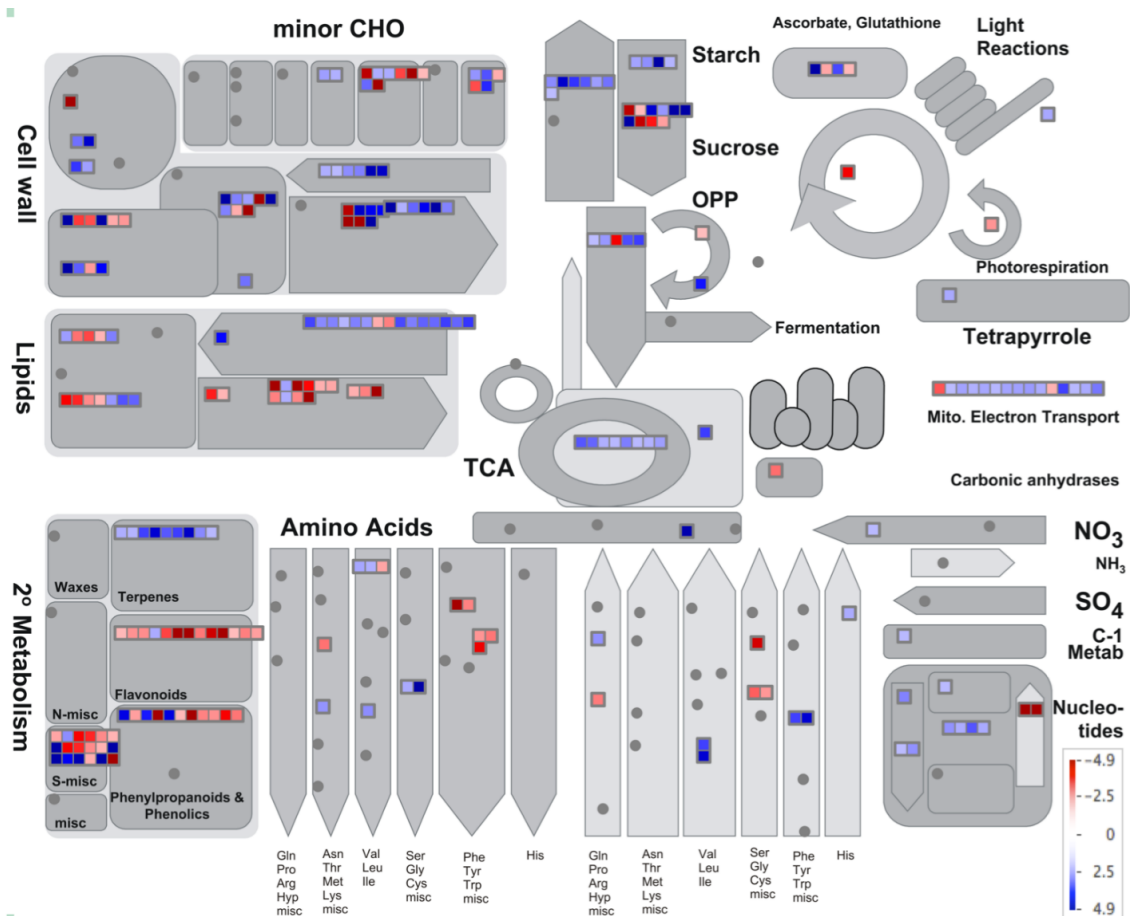 minor CHO
Cell wall
Starch
Sucrose
OPP
Ascorbate, Glutathione
Light
Reactions
Photorespiration
Tetrapyrrole
Fermentation
Mito. Electron Transport
Lipids
TCA
Carbonic anhydrases
2º Metabolism
Waxes
Terpenes
Flavonoids
N-misc
S-misc
misc
Phenylpropanoids &
Phenolics
Amino Acids
NO3
NH3
SO4
C-1
Metab
Nucleo-
tides
−4.9
−2.5
0
2.5
4.9
Gln
Pro
Arg
Hyp
misc
Asn
Thr
Met
Lys
misc
Val
Leu
Ile
Ser
Gly
Cys
misc
Phe
Tyr
Trp
misc
His
Gln
Pro
Arg
Hyp
misc
Asn
Thr
Met
Lys
misc
Val
Leu
Ile
Ser
Gly
Cys
misc
Phe
Tyr
Trp
misc
His